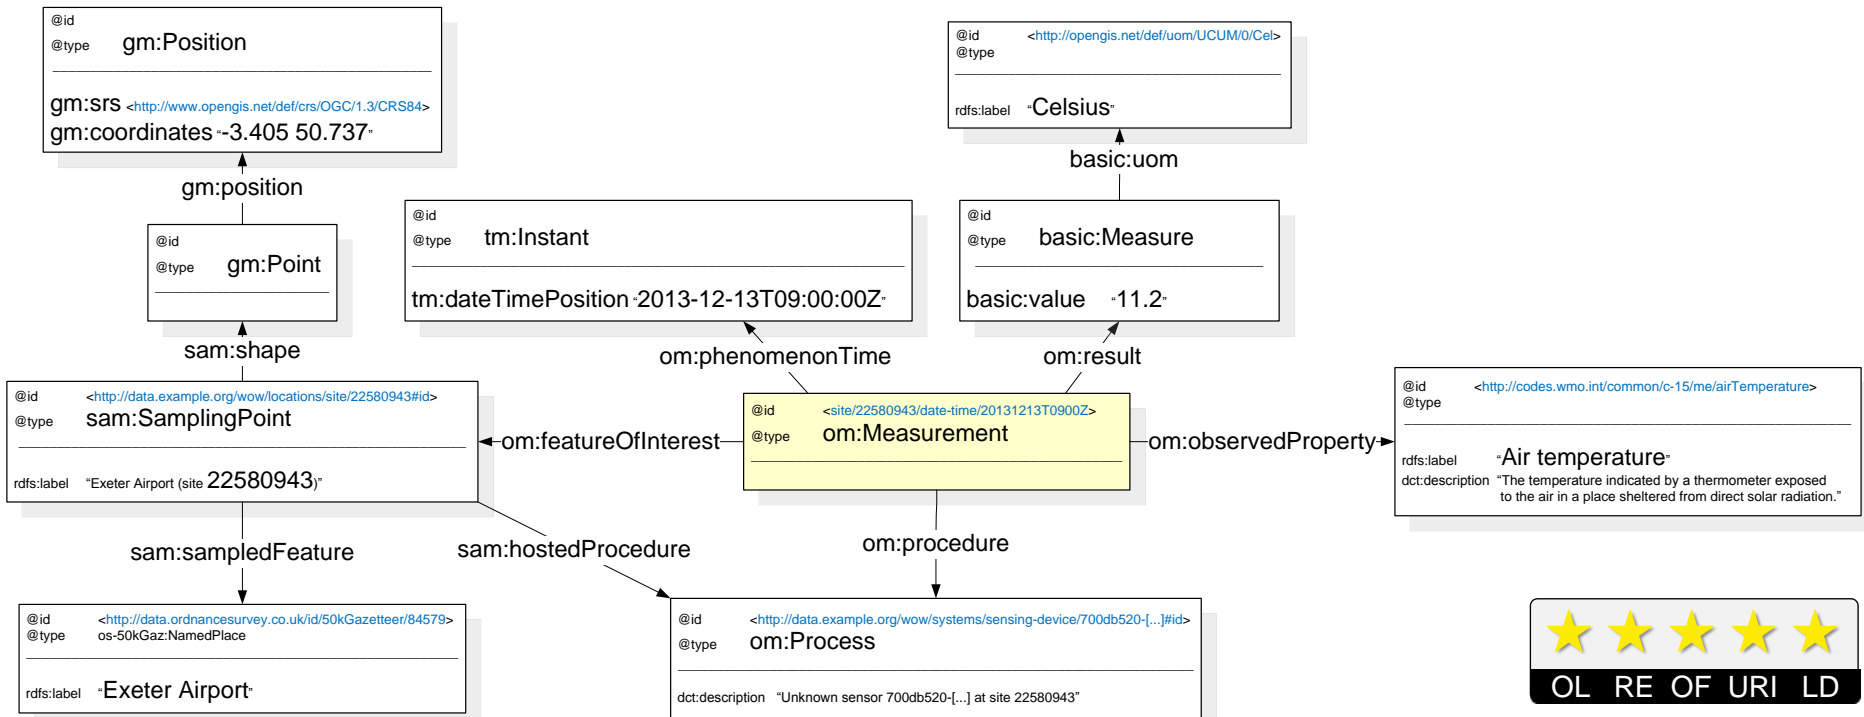 @id
@type gm:Position
gm:srs <http://www.opengis.net/def/crs/OGC/1.3/CRS84>
gm:coordinates “-3.405 50.737”
gm:position
@id
@type gm:Point
sam:shape
@id <http://data.example.org/wow/locations/site/22580943#id>
@type sam:SamplingPoint
rdfs:label “Exeter Airport (site 22580943)”
sam:sampledFeature
@id <http://data.ordnancesurvey.co.uk/id/50kGazetteer/84579>
@type os-50kGaz:NamedPlace
rdfs:label “Exeter Airport”
@id
@type tm:Instant
tm:dateTimePosition “2013-12-13T09:00:00Z”
om:phenomenonTime
@id <http://opengis.net/def/uom/UCUM/0/Cel>
@type
rdfs:label “Celsius”
basic:uom
@id
@type basic:Measure
basic:value “11.2”
om:result
om:featureOfInterest
@id <site/22580943/date-time/20131213T0900Z>
@type om:Measurement
om:observedProperty
@id <http://codes.wmo.int/common/c-15/me/airTemperature>
@type
rdfs:label “Air temperature”
dct:description “The temperature indicated by a thermometer exposed
to the air in a place sheltered from direct solar radiation.”
sam:hostedProcedure
om:procedure
@id <http://data.example.org/wow/systems/sensing-device/700db520-[...]#id>
@type om:Process
dct:description “Unknown sensor 700db520-[...] at site 22580943”
OL RE OF URI LD